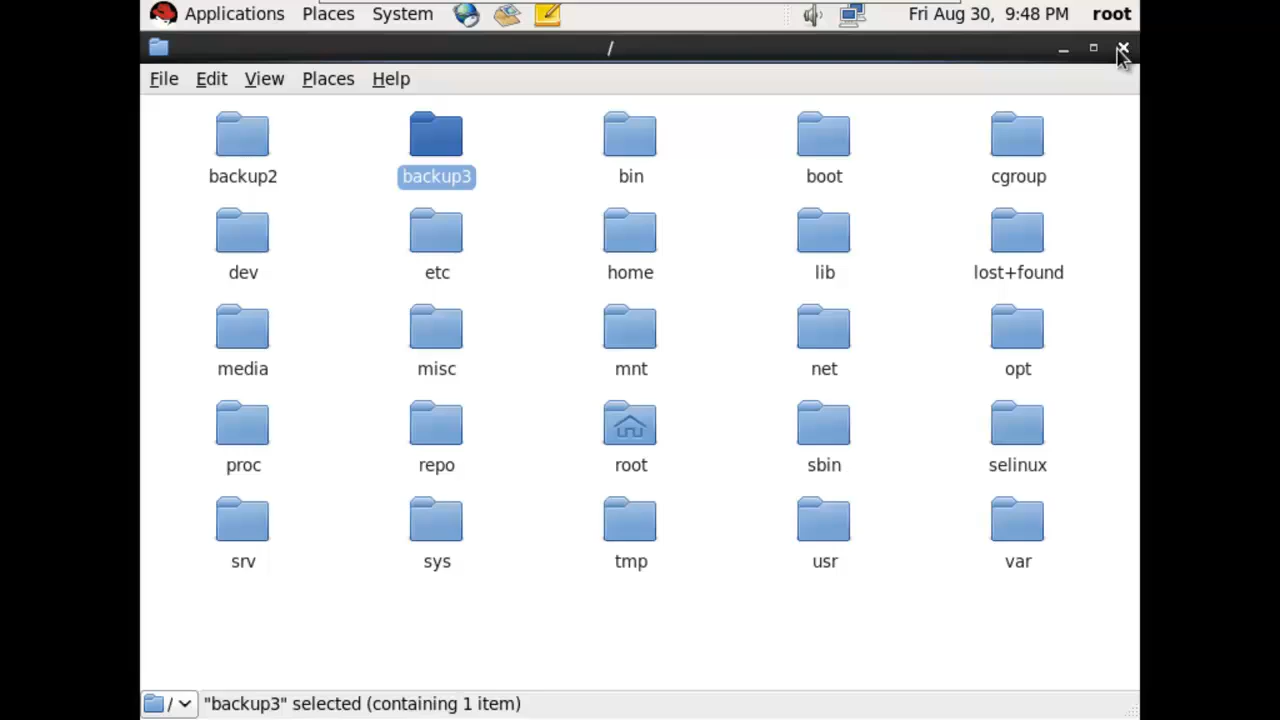 Applications Places System Fri Aug 30, 9:48 PM root
/
File Edit View Places Help
backup2 backup3 bin boot cgroup
dev etc home lib lost+found
media misc mnt net opt
proc repo root sbin selinux
srv sys tmp usr var
/ "backup3" selected (containing 1 item)